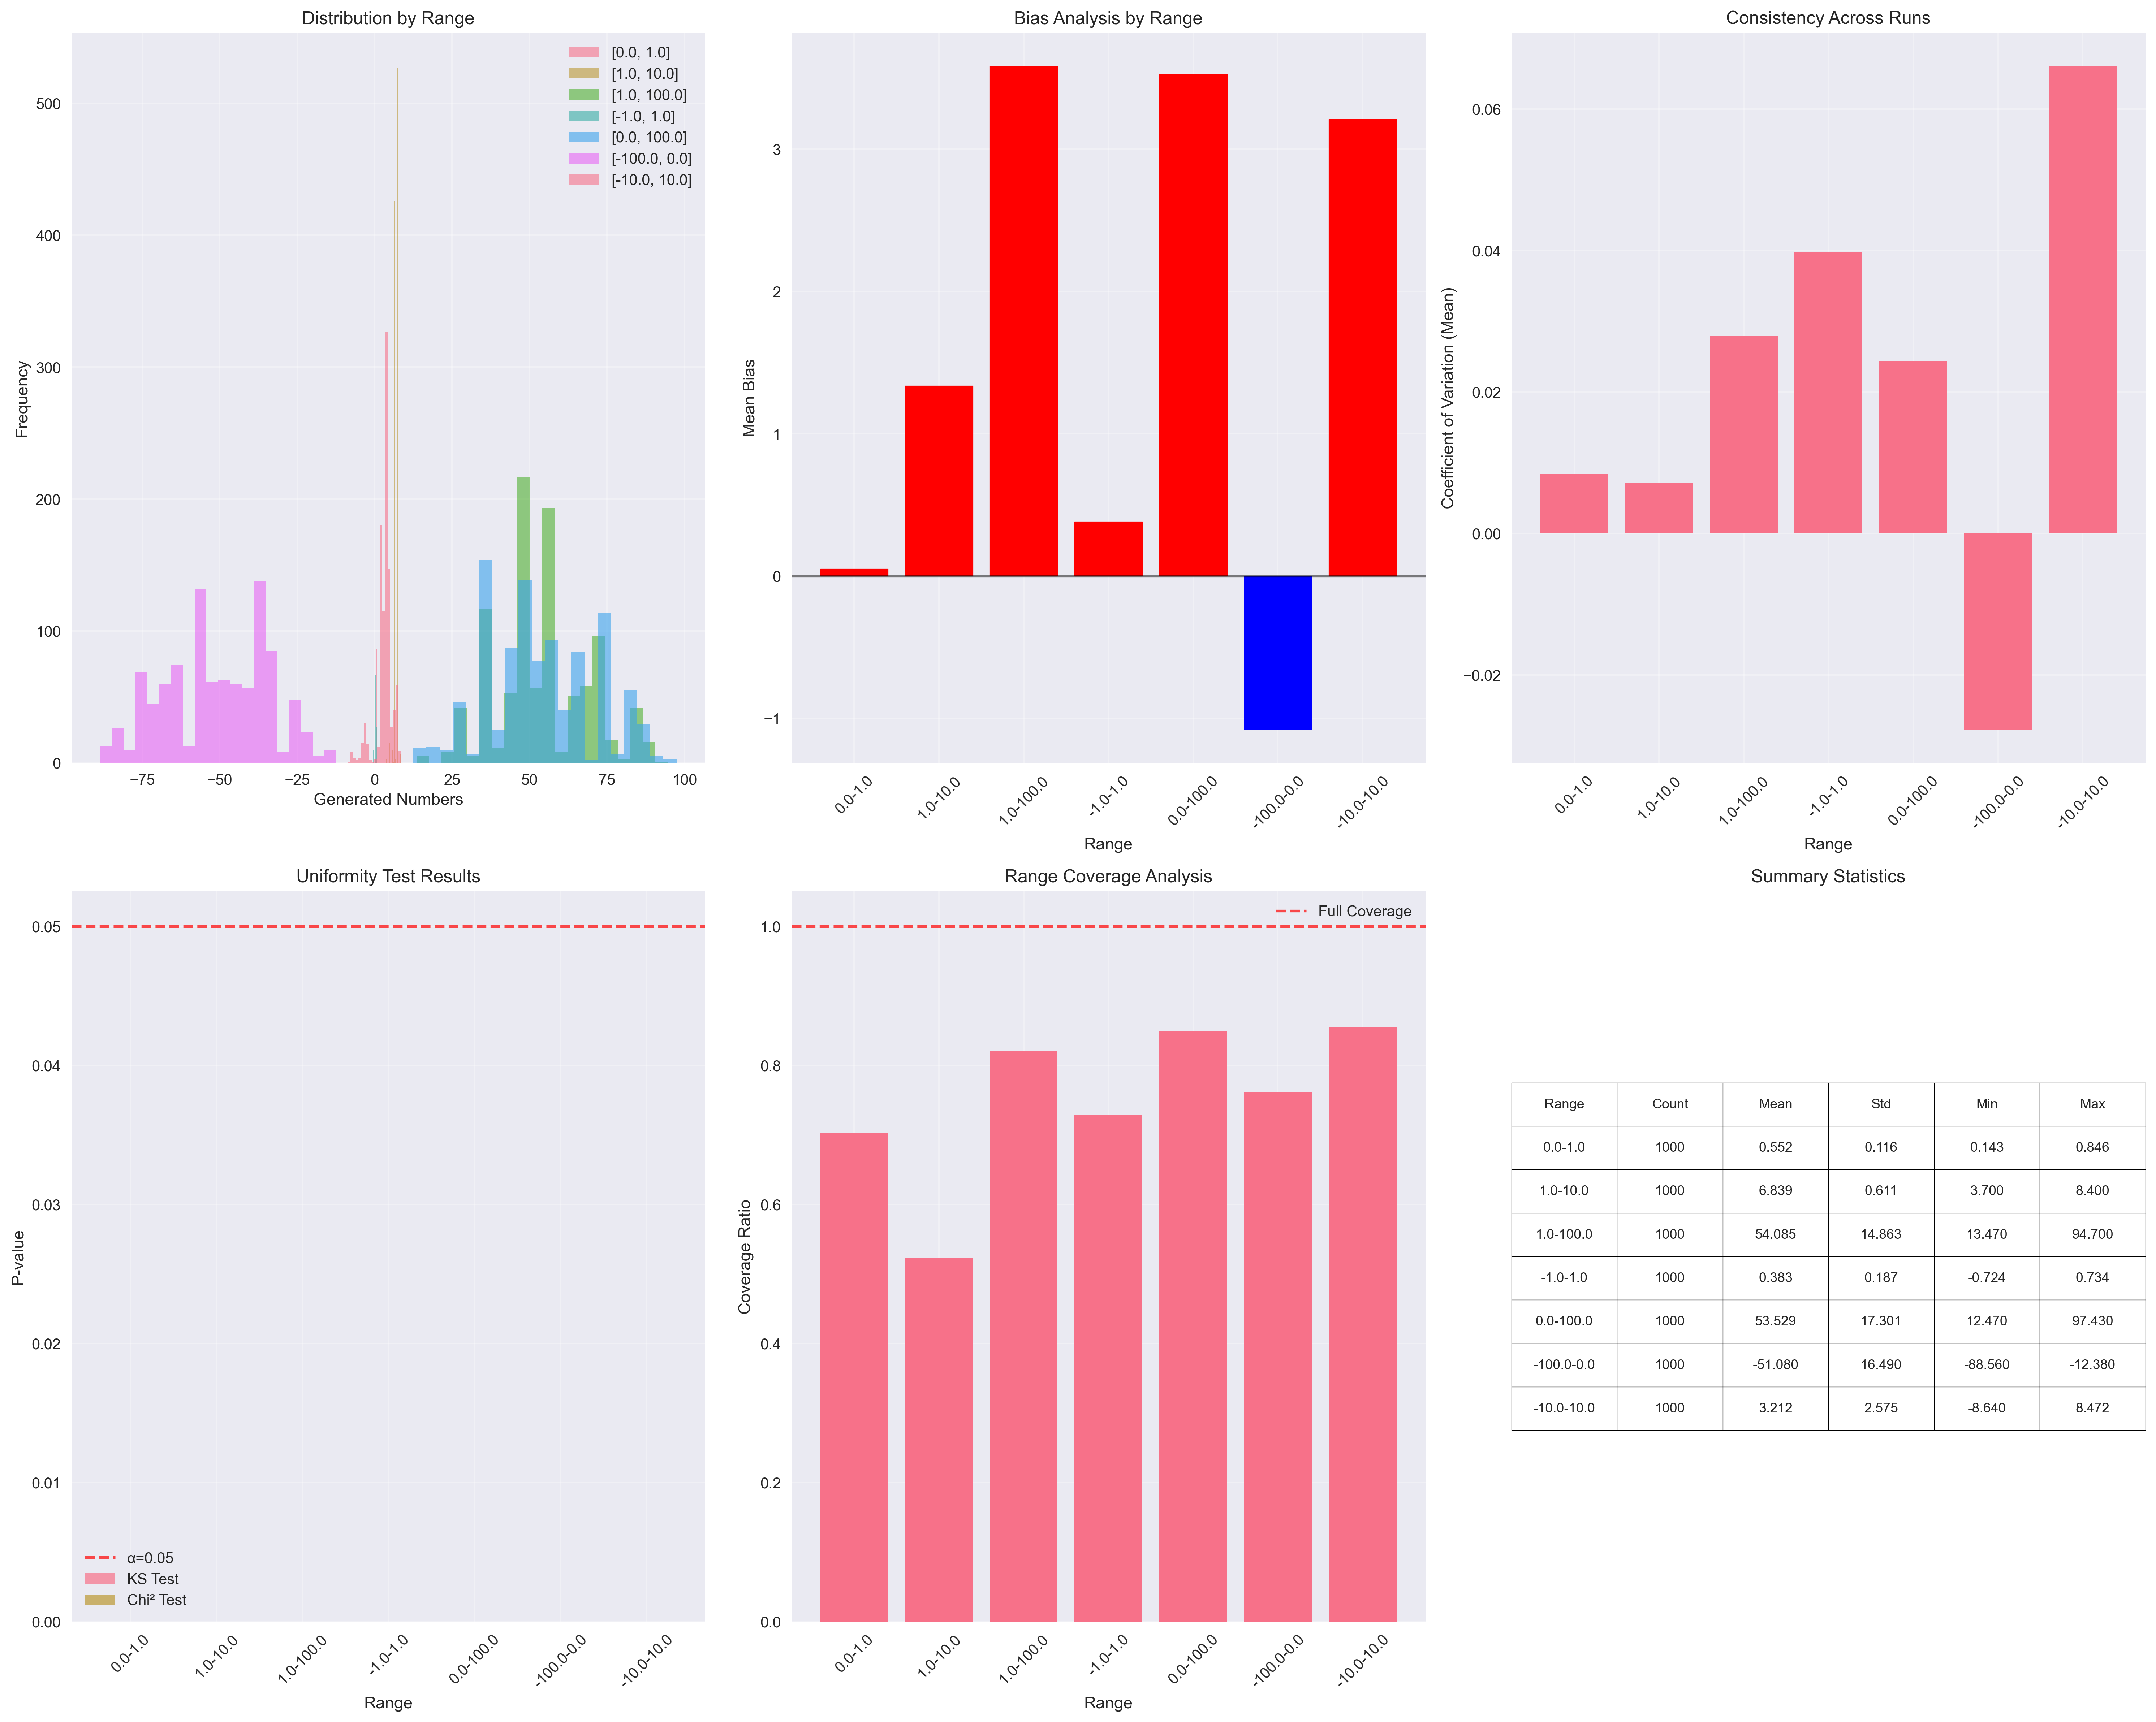 Distribution by Range
[0.0, 1.0]
[1.0, 10.0]
[1.0, 100.0]
[-1.0, 1.0]
[0.0, 100.0]
[-100.0, 0.0]
[-10.0, 10.0]
Frequency
500
400
300
200
100
0
−75 −50 −25 0 25 50 75 100
Generated Numbers
Bias Analysis by Range
Mean Bias
3
2
1
0
−1
0.0-1.0 1.0-10.0 1.0-100.0 -1.0-1.0 0.0-100.0 -100.0-0.0 -10.0-10.0
Range
Consistency Across Runs
Coefficient of Variation (Mean)
0.06
0.04
0.02
0.00
−0.02
0.0-1.0 1.0-10.0 1.0-100.0 -1.0-1.0 0.0-100.0 -100.0-0.0 -10.0-10.0
Range
Uniformity Test Results
P-value
0.05
0.04
0.03
0.02
0.01
0.00
α=0.05
KS Test
Chi² Test
0.0-1.0 1.0-10.0 1.0-100.0 -1.0-1.0 0.0-100.0 -100.0-0.0 -10.0-10.0
Range
Range Coverage Analysis
Full Coverage
Coverage Ratio
1.0
0.8
0.6
0.4
0.2
0.0
0.0-1.0 1.0-10.0 1.0-100.0 -1.0-1.0 0.0-100.0 -100.0-0.0 -10.0-10.0
Range
Summary Statistics
Range Count Mean Std Min Max
0.0-1.0 1000 0.552 0.116 0.143 0.846
1.0-10.0 1000 6.839 0.611 3.700 8.400
1.0-100.0 1000 54.085 14.863 13.470 94.700
-1.0-1.0 1000 0.383 0.187 -0.724 0.734
0.0-100.0 1000 53.529 17.301 12.470 97.430
-100.0-0.0 1000 -51.080 16.490 -88.560 -12.380
-10.0-10.0 1000 3.212 2.575 -8.640 8.472